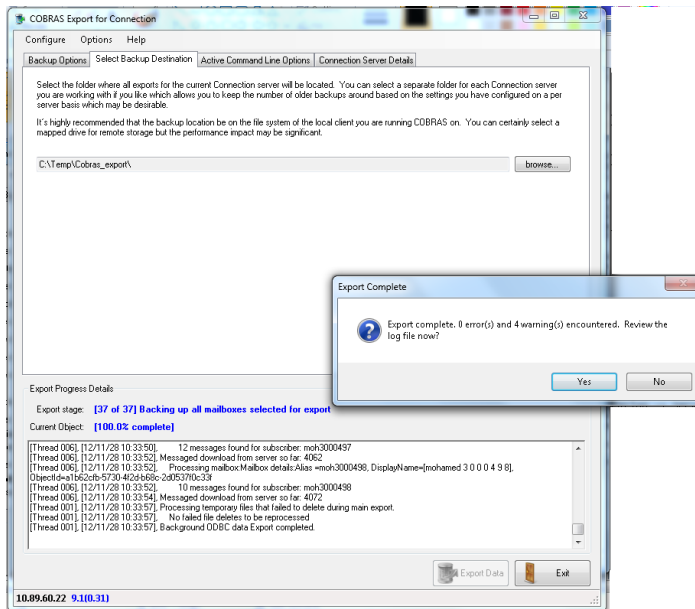 COBRAS Export for Connection
Configure Options Help
Backup Options Select Backup Destination Active Command Line Options Connection Server Details
Select the folder where all exports for the current Connection server will be located. You can select a separate folder for each Connection server
you are working with if you like which allows you to keep the number of older backups around based on the settings you have configured on a per
server basis which may be desirable.
It's highly recommended that the backup location be on the file system of the local client you are running COBRAS on. You can certainly select a
mapped drive for remote storage but the performance impact may be significant.
C:\Temp\Cobras_export\ browse...
Export Complete
Export complete. 0 error(s) and 4 warning(s) encountered. Review the
log file now?
Yes No
Export Progress Details
Export stage: [37 of 37] Backing up all mailboxes selected for export
Current Object: [100.0% complete]
[Thread 006], [12/11/28 10:33:50], 12 messages found for subscriber: moh3000497
[Thread 006], [12/11/28 10:33:52], Messaged download from server so far: 4062
[Thread 006], [12/11/28 10:33:52], Processing mailbox:Mailbox details:Alias =moh3000498, DisplayName=[mohamed 3 0 0 0 4 9 8],
ObjectId=a1b62cfb-5730-4f2d-b68c-2d0537f0c33f
[Thread 006], [12/11/28 10:33:52], 10 messages found for subscriber: moh3000498
[Thread 006], [12/11/28 10:33:54], Messaged download from server so far: 4072
[Thread 001], [12/11/28 10:33:57], Processing temporary files that failed to delete during main export.
[Thread 001], [12/11/28 10:33:57], No failed file deletes to be reprocessed
[Thread 001], [12/11/28 10:33:57], Background ODBC data Export completed.
Export Data Exit
10.89.60.22 9.1(0.31)